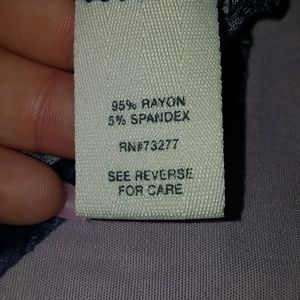 95% RAYON
5% SPANDEX
RN#73277
SEE REVERSE
FOR CARE